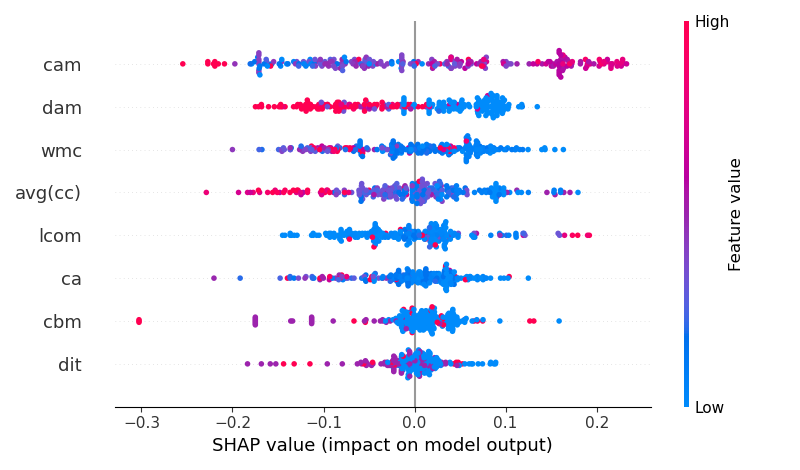 High
cam
dam
wmc
avg(cc)
lcom
ca
cbm
dit
Feature value
Low
−0.3 −0.2 −0.1 0.0 0.1 0.2
SHAP value (impact on model output)